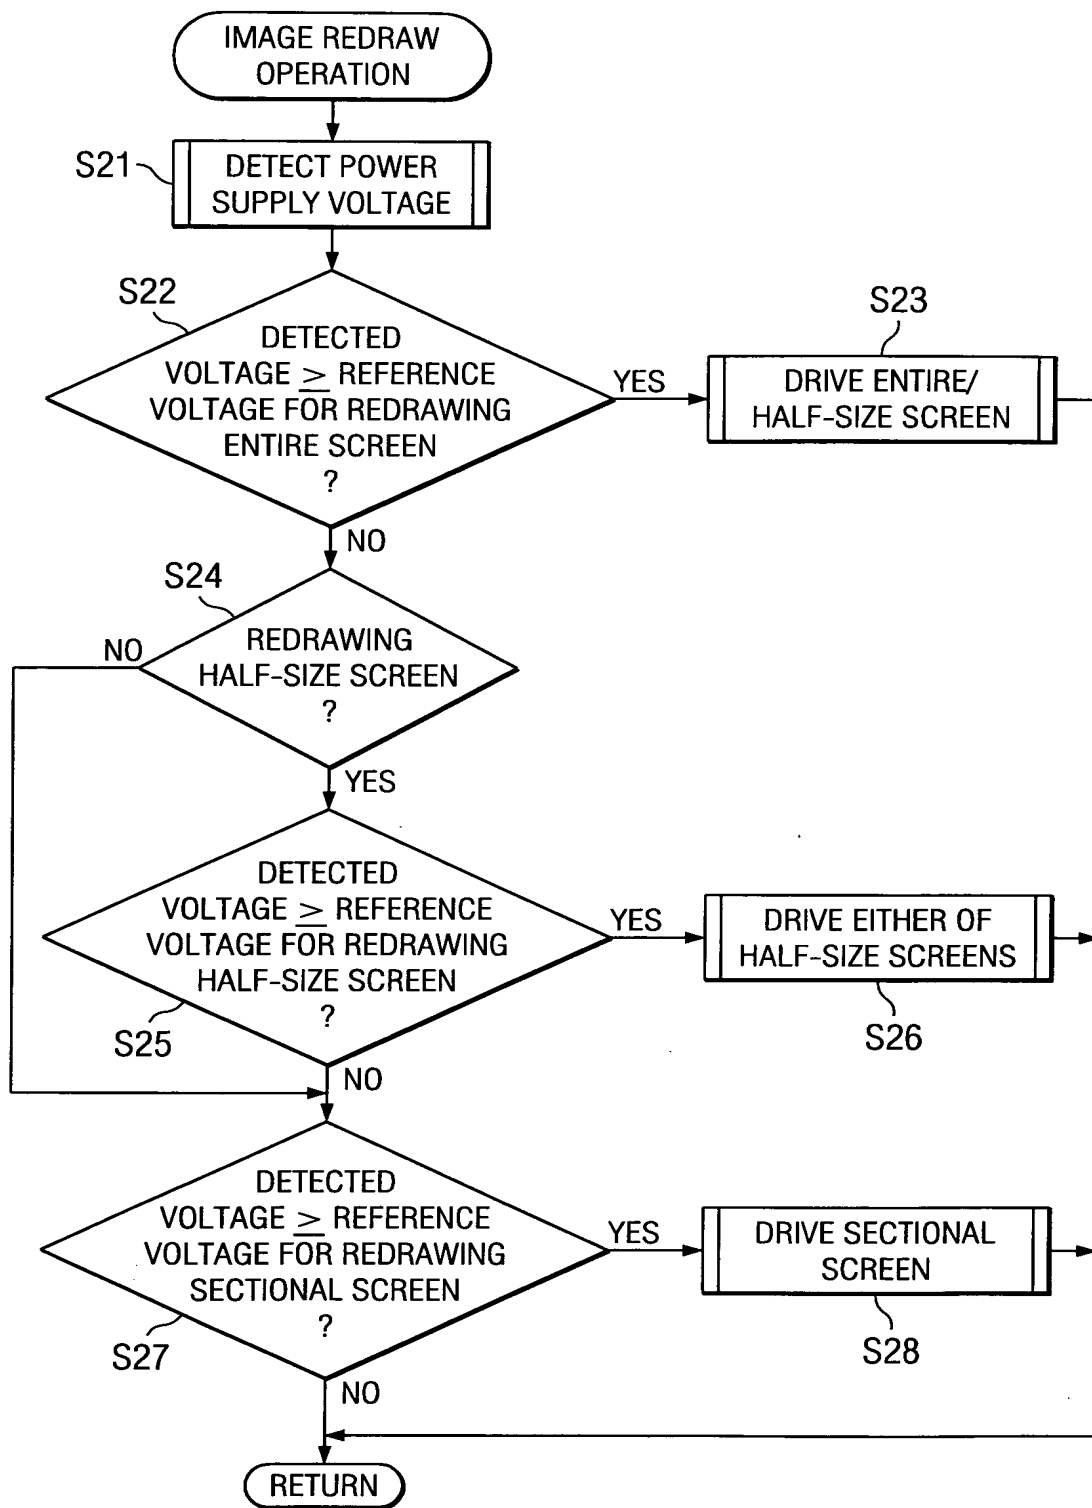 IMAGE REDRAW
OPERATION
S21
DETECT POWER
SUPPLY VOLTAGE
S22
DETECTED
VOLTAGE ≥ REFERENCE
VOLTAGE FOR REDRAWING
ENTIRE SCREEN
?
YES
S23
DRIVE ENTIRE/
HALF-SIZE SCREEN
NO
S24
REDRAWING
HALF-SIZE SCREEN
?
NO
YES
DETECTED
VOLTAGE ≥ REFERENCE
VOLTAGE FOR REDRAWING
HALF-SIZE SCREEN
?
S25
YES
DRIVE EITHER OF
HALF-SIZE SCREENS
S26
NO
DETECTED
VOLTAGE ≥ REFERENCE
VOLTAGE FOR REDRAWING
SECTIONAL SCREEN
?
S27
YES
DRIVE SECTIONAL
SCREEN
S28
NO
RETURN